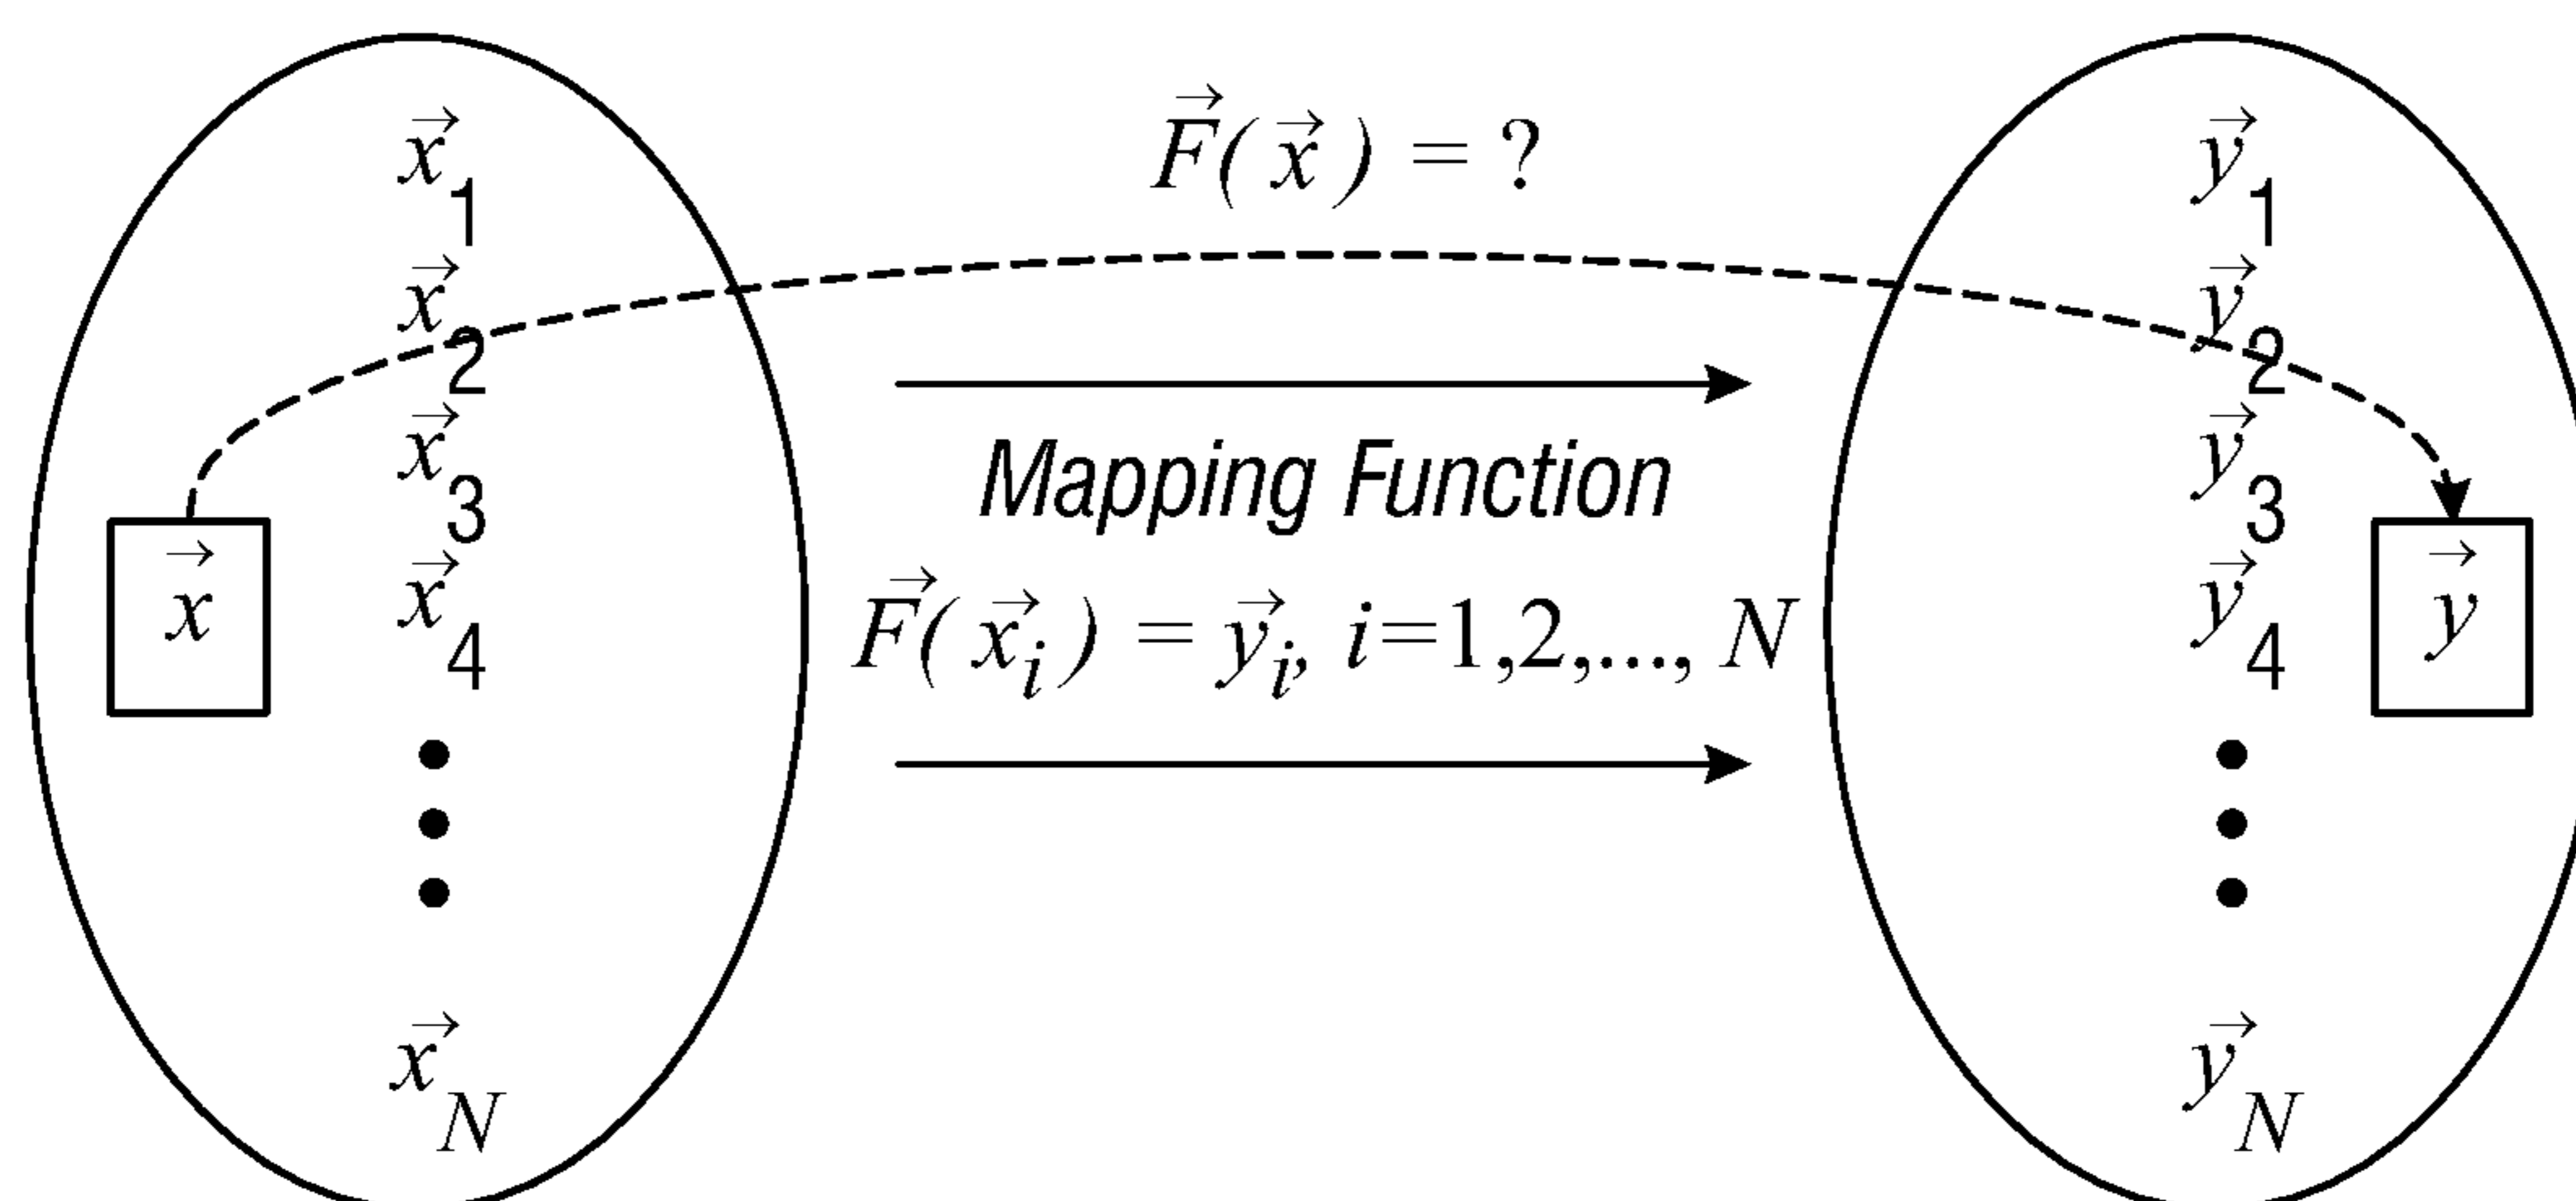 x⃗1
x⃗2
x⃗3
x⃗4
x⃗N
x⃗
F⃗(x⃗) = ?
Mapping Function
F⃗(x⃗i) = y⃗i, i=1,2,..., N
y⃗1
y⃗2
y⃗3
y⃗4
y⃗N
y⃗